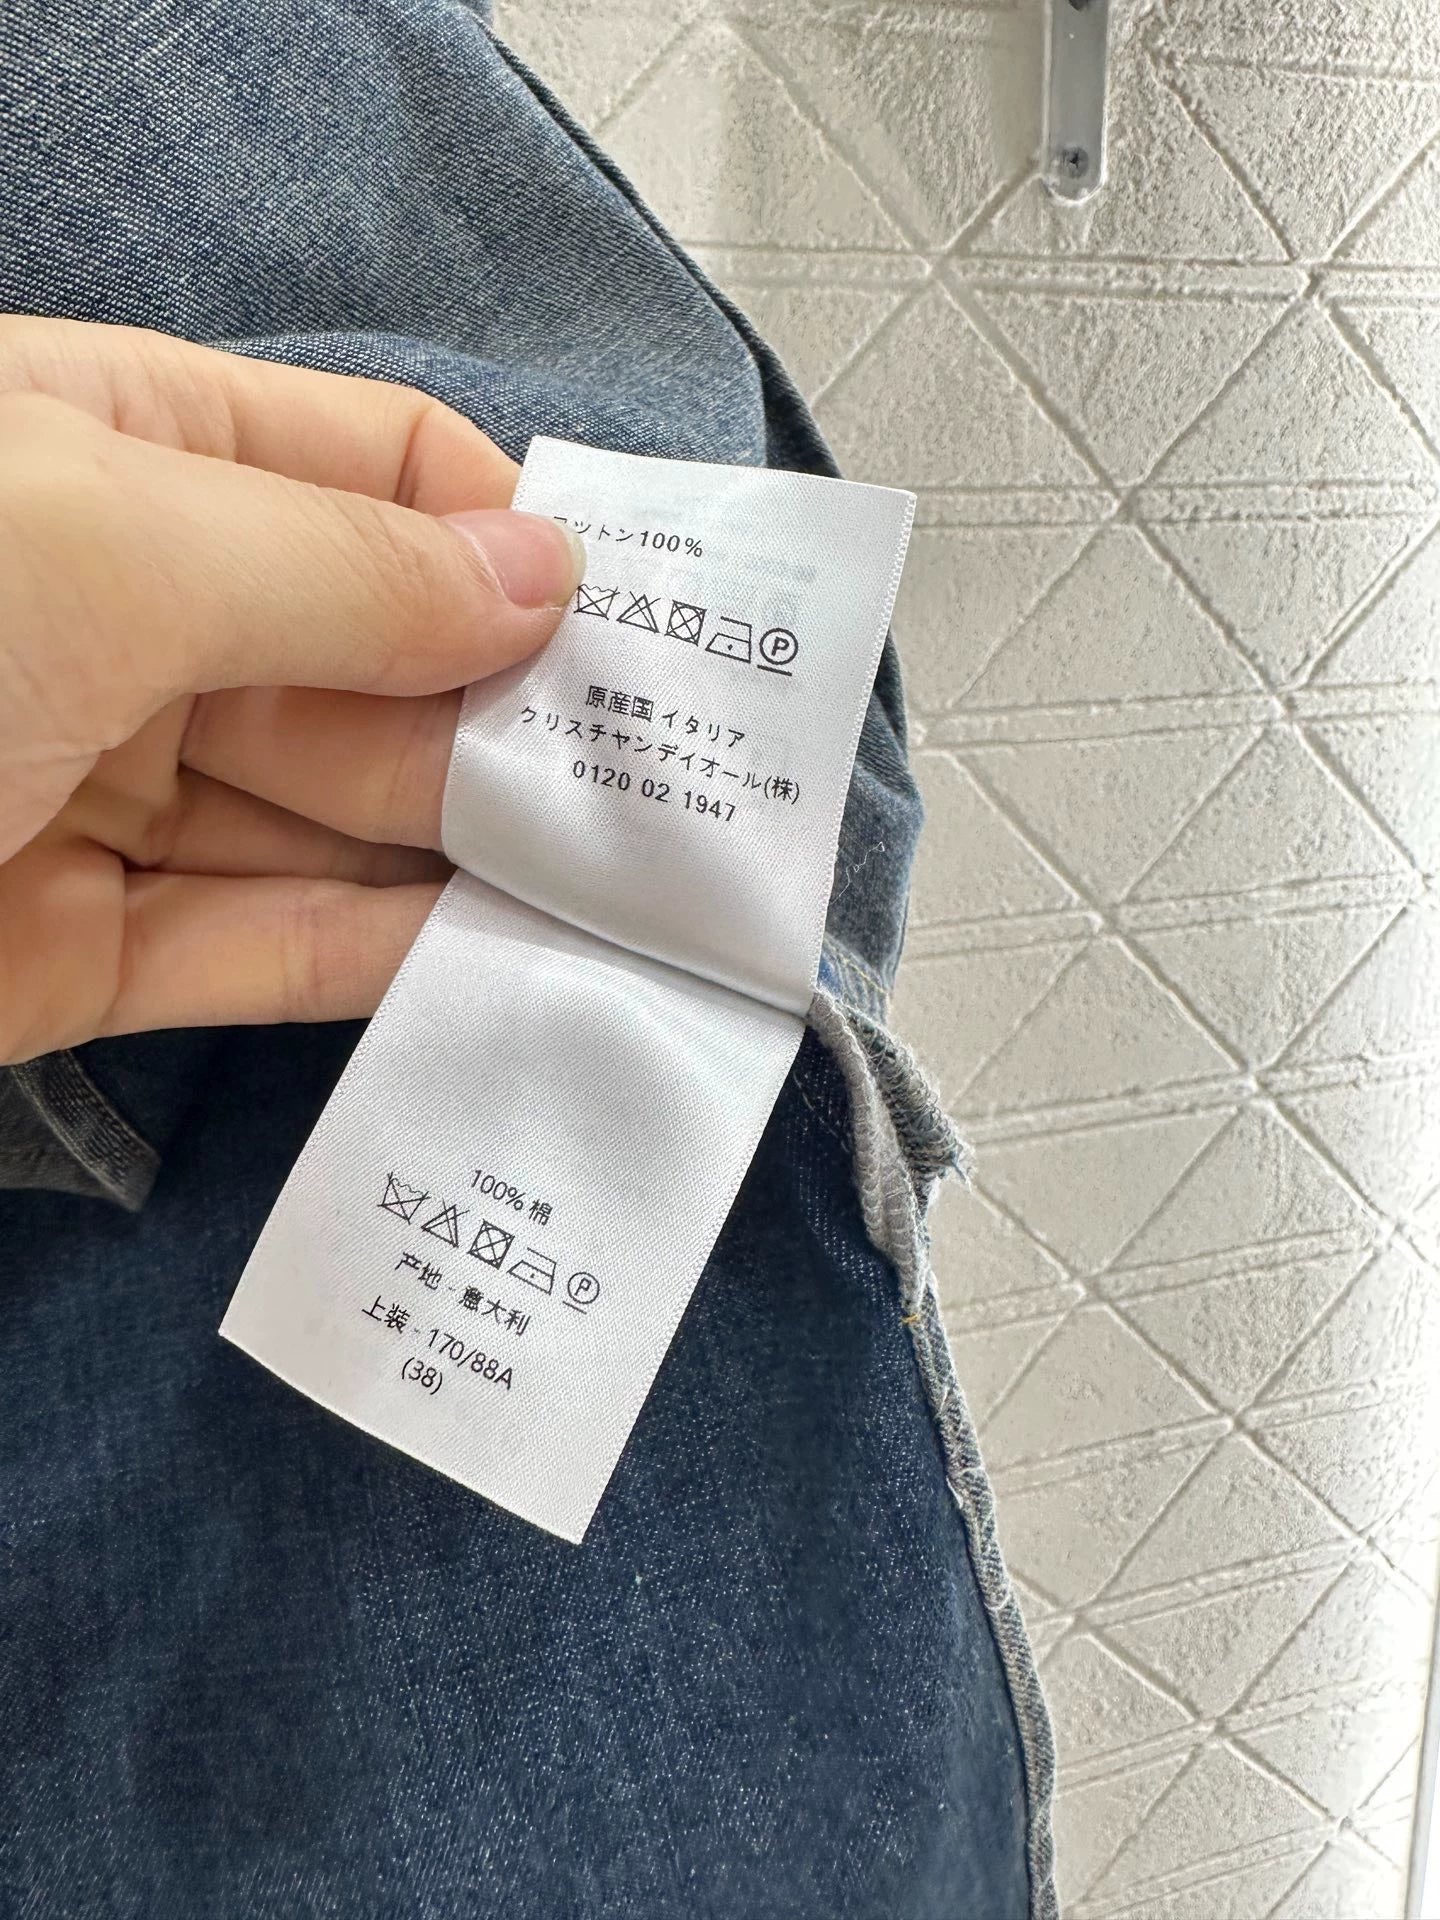 コットン100%
P
原産国 イタリア
クリスチャンディオール(株)
0120 02 1947
100% 棉
P
产地 - 意大利
上装 - 170/88A
(38)